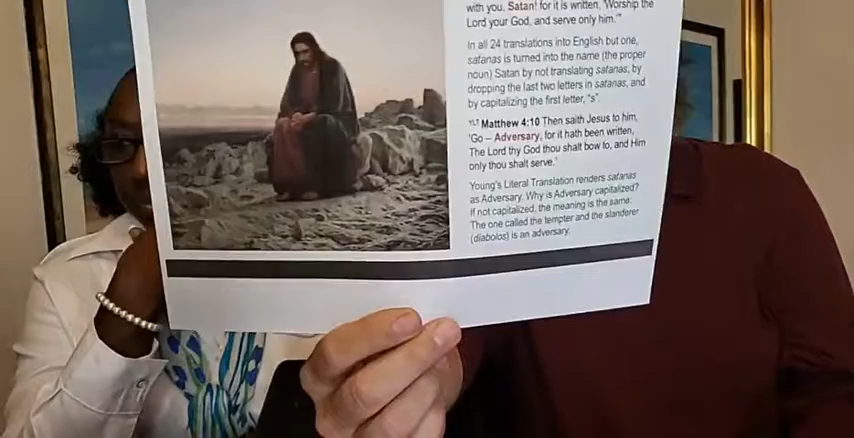 with you, Satan! for it is written, 'Worship the
Lord your God, and serve only him.'"
In all 24 translations into English but one,
satanas is turned into the name (the proper
noun) Satan by not translating satanas, by
dropping the last two letters in satanas, and
by capitalizing the first letter, "s".
YLT Matthew 4:10 Then saith Jesus to him,
'Go – Adversary, for it hath been written,
The Lord thy God thou shalt bow to, and Him
only thou shalt serve.'
Young's Literal Translation renders satanas
as Adversary. Why is Adversary capitalized?
If not capitalized, the meaning is the same:
The one called the tempter and the slanderer
(diabolos) is an adversary.